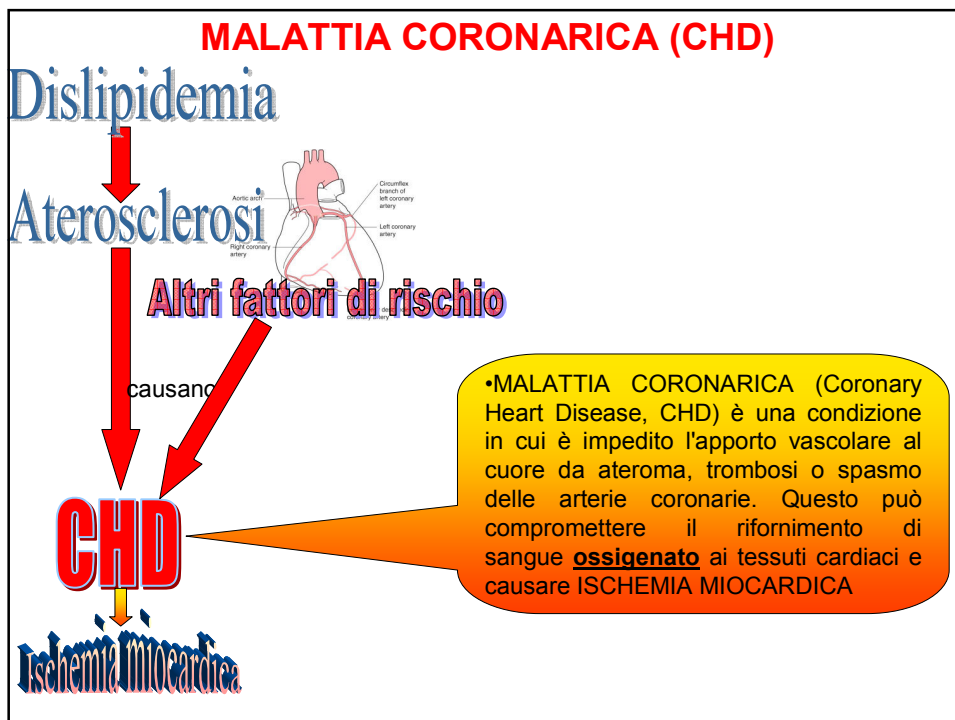 MALATTIA CORONARICA (CHD)
Dislipidemia
Aterosclerosi
Aortic arch
Circumflex
branch of
left coronary
artery
Left coronary
artery
Right coronary
artery
Altri fattori di rischio
coronary artery
causano
•MALATTIA CORONARICA (Coronary
Heart Disease, CHD) è una condizione
in cui è impedito l'apporto vascolare al
cuore da ateroma, trombosi o spasmo
delle arterie coronarie. Questo può
compromettere il rifornimento di
sangue ossigenato ai tessuti cardiaci e
causare ISCHEMIA MIOCARDICA
CHD
Ischemia miocardica